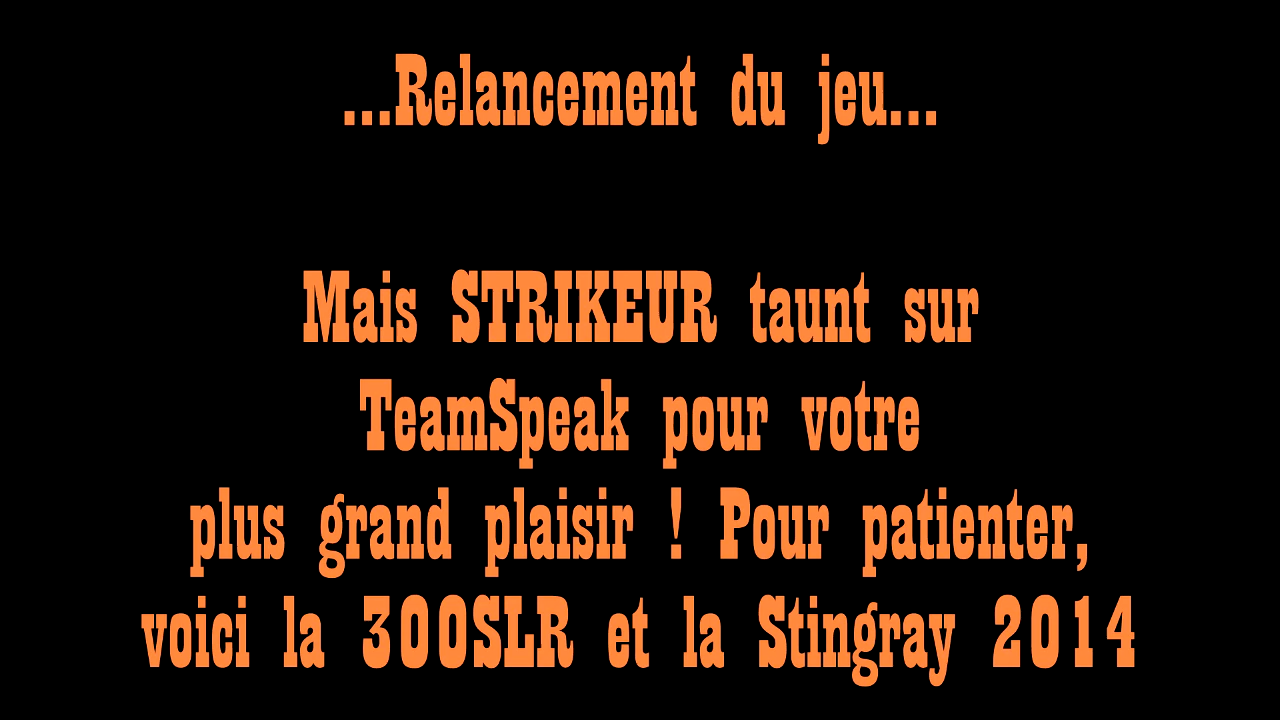 ...Relancement du jeu...
Mais STRIKEUR taunt sur
TeamSpeak pour votre
plus grand plaisir ! Pour patienter,
voici la 300SLR et la Stingray 2014